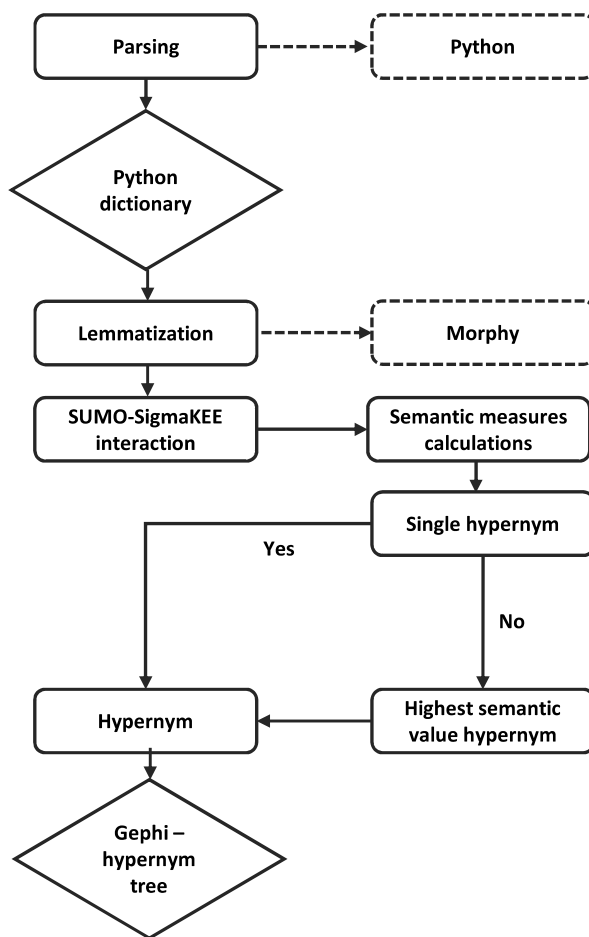 Parsing
Python
Python
dictionary
Lemmatization
Morphy
SUMO-SigmaKEE
interaction
Semantic measures
calculations
Single hypernym
Yes
No
Hypernym
Highest semantic
value hypernym
Gephi –
hypernym
tree